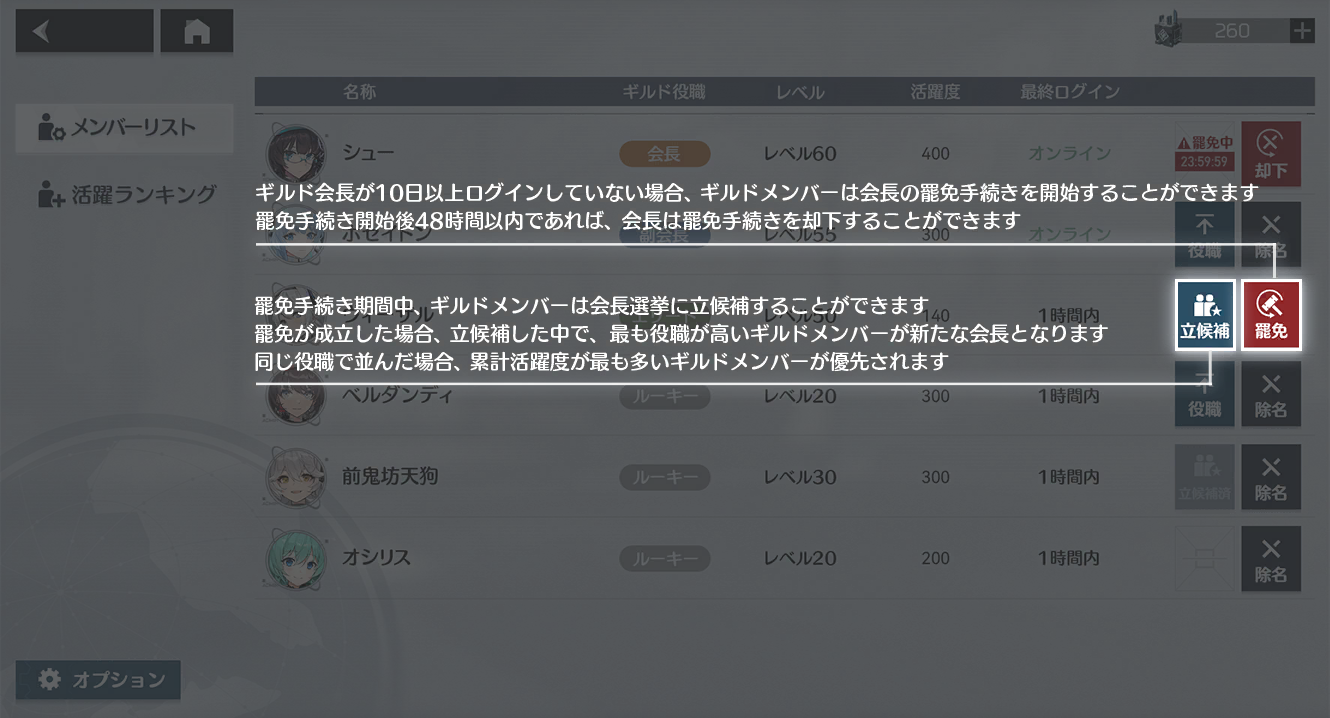 260
名称 ギルド役職 レベル 活躍度 最終ログイン
メンバーリスト
活躍ランキング
シュー 会長 レベル60 400 オンライン
罷免中
23:59:59
却下
ギルド会長が10日以上ログインしていない場合、ギルドメンバーは会長の罷免手続きを開始することができます
罷免手続き開始後48時間以内であれば、会長は罷免手続きを却下することができます
ポセイドン 副会長 レベル55 300 オンライン
役職 除名
罷免手続き期間中、ギルドメンバーは会長選挙に立候補することができます
罷免が成立した場合、立候補した中で、最も役職が高いギルドメンバーが新たな会長となります
同じ役職で並んだ場合、累計活躍度が最も多いギルドメンバーが優先されます
レベル50 140 1時間内
立候補 罷免
ベルダンディ ルーキー レベル20 300 1時間内
役職 除名
前鬼坊天狗 ルーキー レベル30 300 1時間内
立候補済 除名
オシリス ルーキー レベル20 200 1時間内
除名
オプション